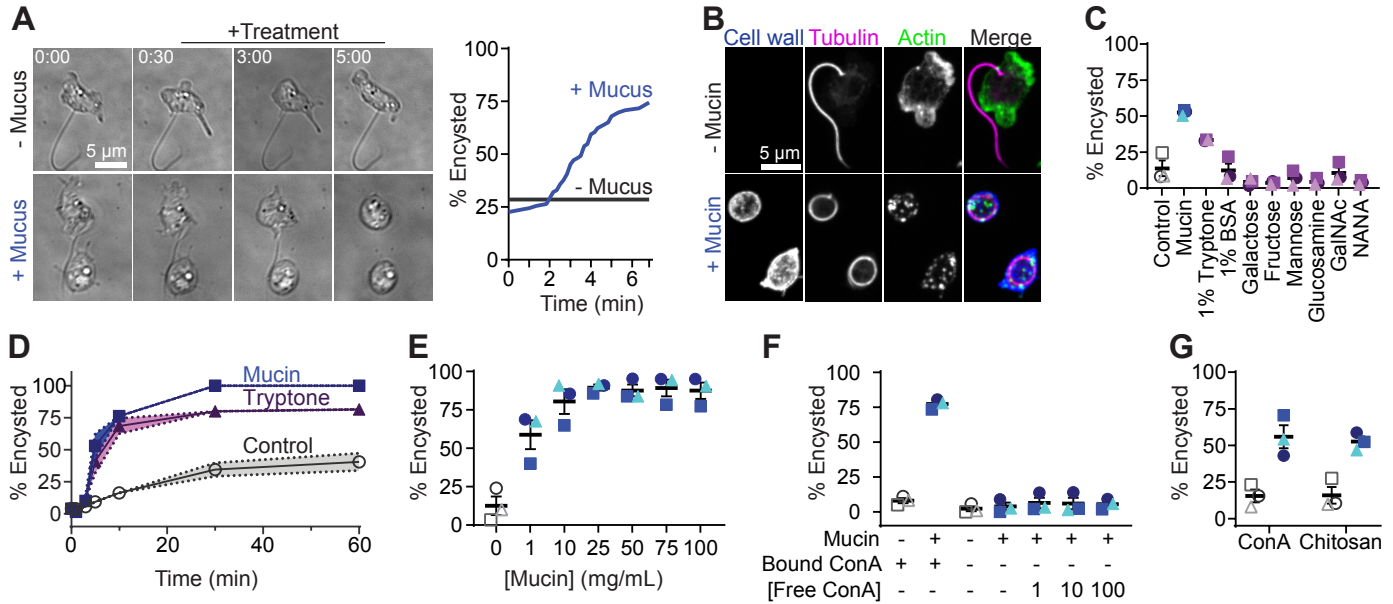 A
+Treatment
0:00
0:30
3:00
5:00
- Mucus
5 µm
+ Mucus
% Encysted
100
75
50
25
0
+ Mucus
- Mucus
0 2 4 6
Time (min)
B
Cell wall Tubulin Actin Merge
- Mucin
5 µm
+ Mucin
C
% Encysted
100
75
50
25
0
Control
Mucin
1% Tryptone
1% BSA
Galactose
Fructose
Mannose
Glucosamine
GalNAc
NANA
D
% Encysted
100
75
50
25
0
Mucin
Tryptone
Control
0 20 40 60
Time (min)
E
% Encysted
100
75
50
25
0
0 1 10 25 50 75 100
[Mucin] (mg/mL)
F
% Encysted
100
75
50
25
0
Mucin - + - + + + +
Bound ConA + + - - - - -
[Free ConA] - - - - 1 10 100
G
% Encysted
100
75
50
25
0
ConA Chitosan